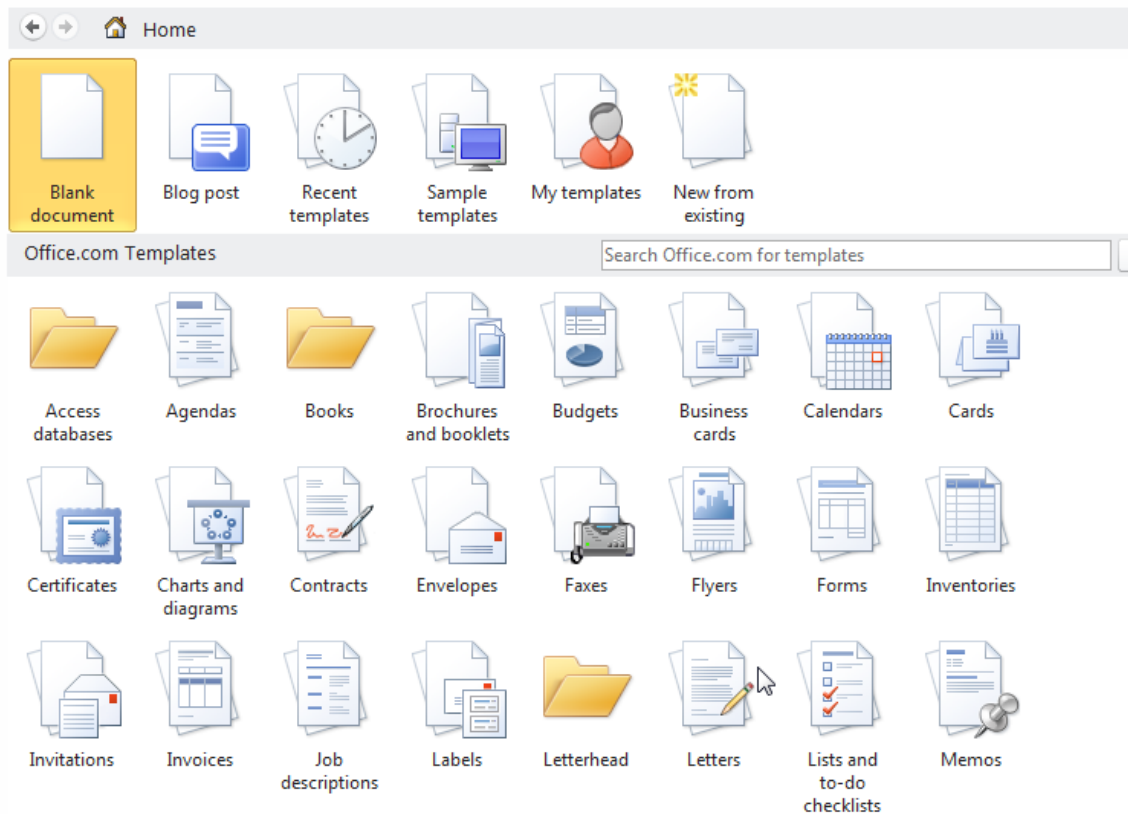 Home
Blank
document
Blog post
Recent
templates
Sample
templates
My templates
New from
existing
Office.com Templates
Search Office.com for templates
Access
databases
Agendas
Books
Brochures
and booklets
Budgets
Business
cards
Calendars
Cards
Certificates
Charts and
diagrams
Contracts
Envelopes
Faxes
Flyers
Forms
Inventories
Invitations
Invoices
Job
descriptions
Labels
Letterhead
Letters
Lists and
to-do
checklists
Memos